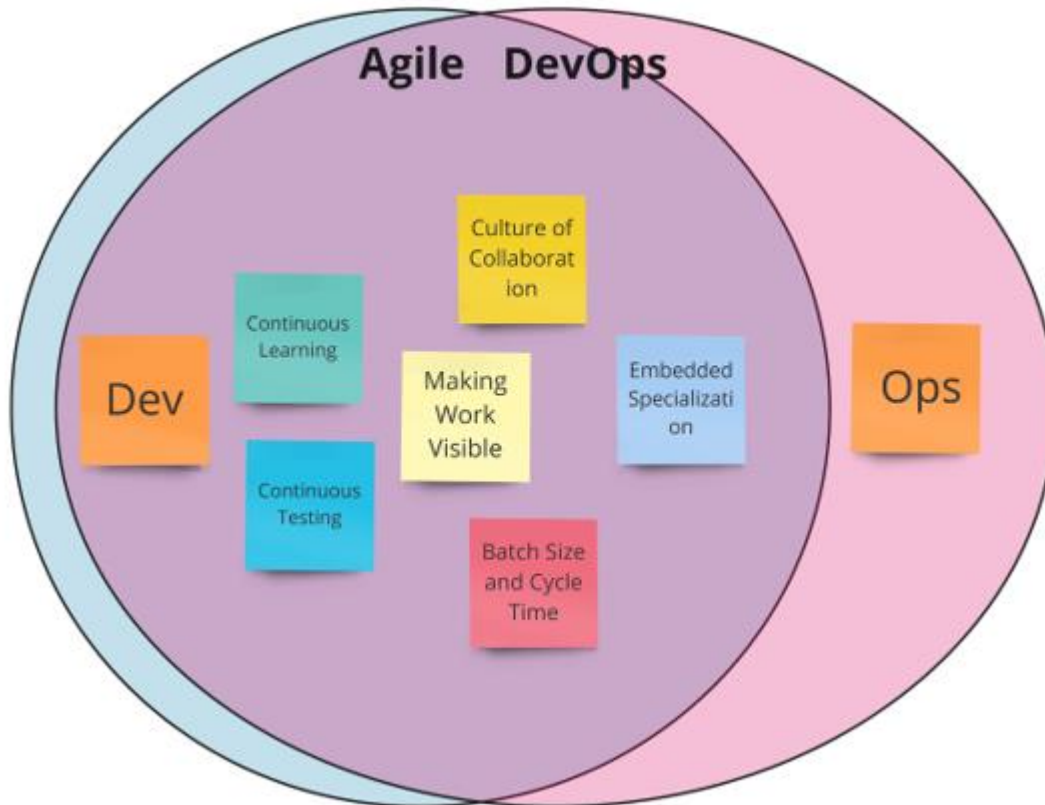 Agile DevOps
Culture of
Collaborat
ion
Continuous
Learning
Dev
Making
Work
Visible
Embedded
Specializati
on
Ops
Continuous
Testing
Batch Size
and Cycle
Time